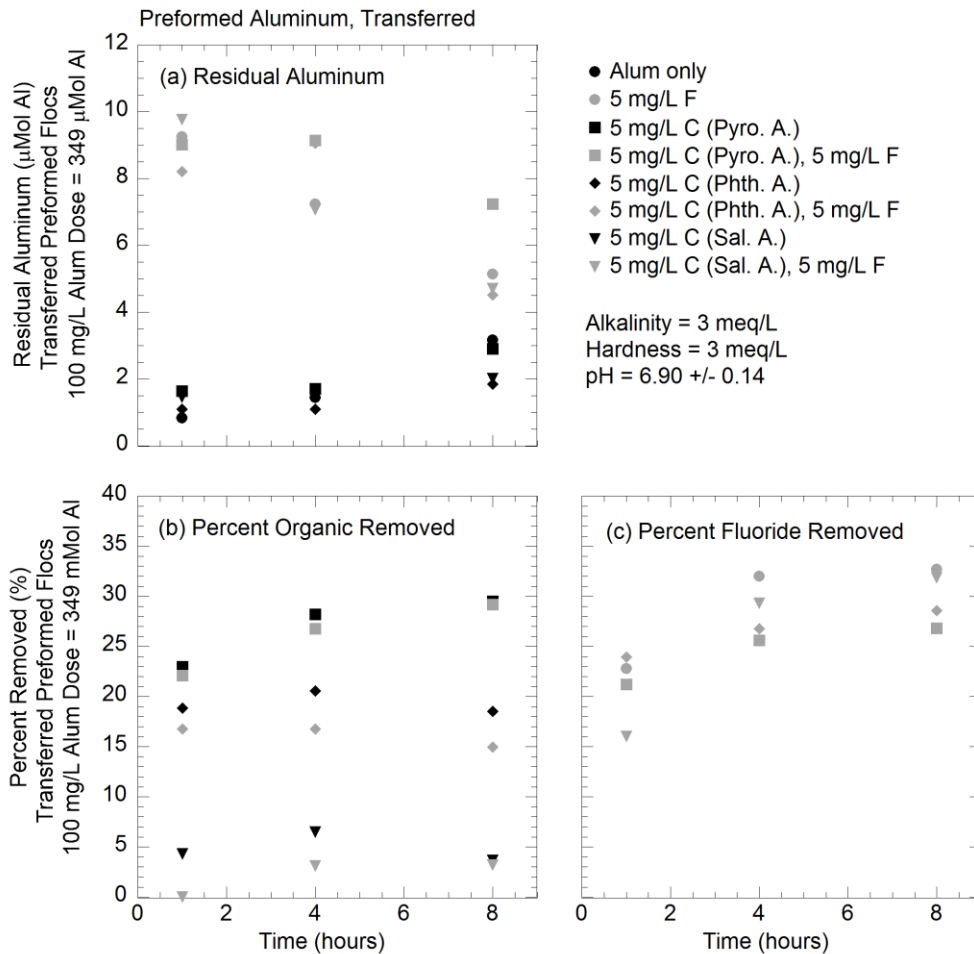 Preformed Aluminum, Transferred
Residual Aluminum (μMol Al)
Transferred Preformed Flocs
100 mg/L Alum Dose = 349 μMol Al
12
10
8
6
4
2
0
(a) Residual Aluminum
Alum only
5 mg/L F
5 mg/L C (Pyro. A.)
5 mg/L C (Pyro. A.), 5 mg/L F
5 mg/L C (Phth. A.)
5 mg/L C (Phth. A.), 5 mg/L F
5 mg/L C (Sal. A.)
5 mg/L C (Sal. A.), 5 mg/L F
Alkalinity = 3 meq/L
Hardness = 3 meq/L
pH = 6.90 +/- 0.14
Percent Removed (%)
Transferred Preformed Flocs
100 mg/L Alum Dose = 349 mMol Al
40
35
30
25
20
15
10
5
0
(b) Percent Organic Removed
0 2 4 6 8
Time (hours)
(c) Percent Fluoride Removed
0 2 4 6 8
Time (hours)